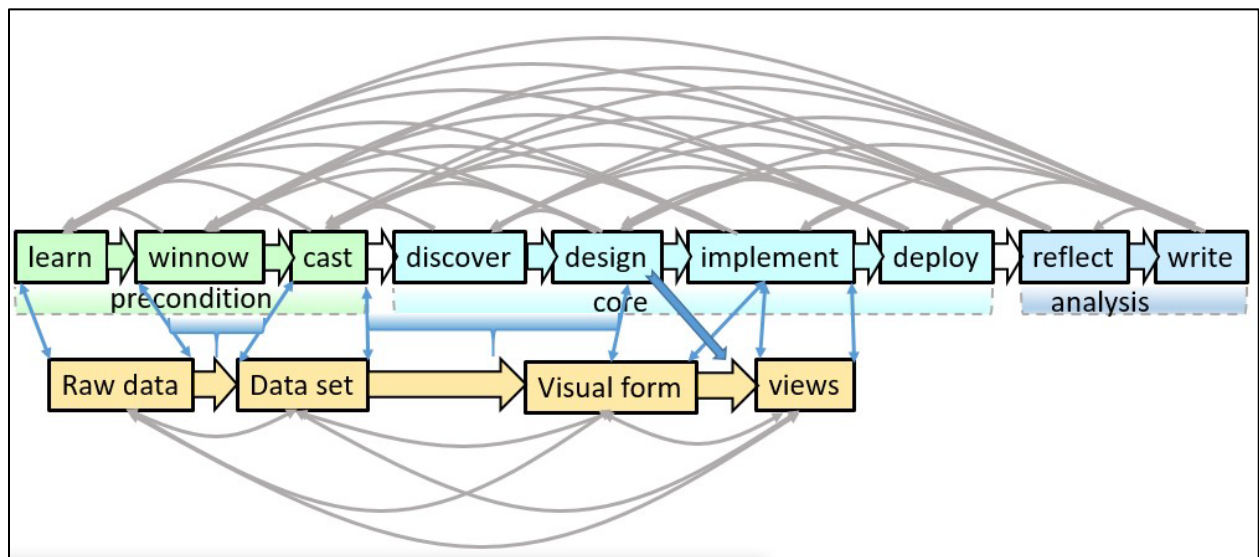 learn winnow cast discover design implement deploy reflect write
precondition core analysis
Raw data Data set Visual form views